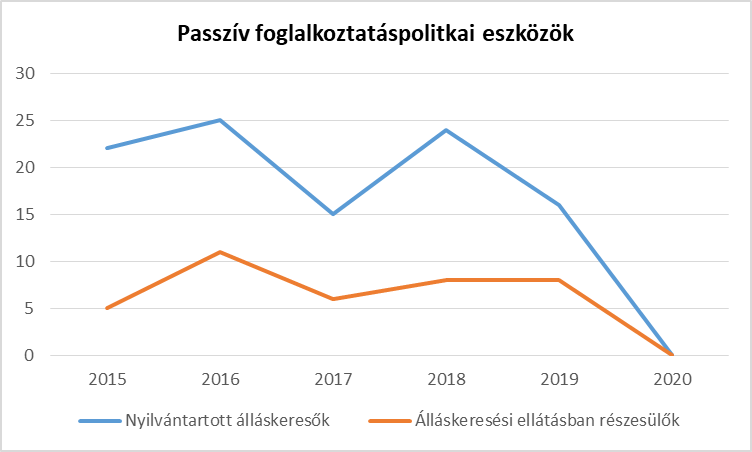 Passzív foglalkoztatáspolitkai eszközök
30
25
20
15
10
5
0
2015 2016 2017 2018 2019 2020
Nyilvántartott álláskeresők Álláskeresési ellátásban részesülők